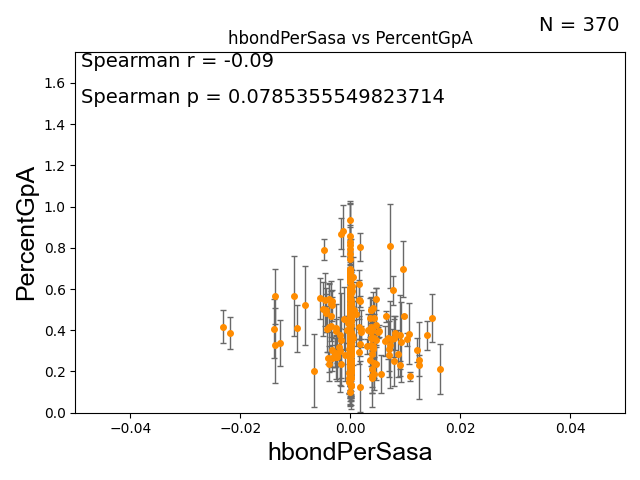 N = 370
hbondPerSasa vs PercentGpA
Spearman r = -0.09
Spearman p = 0.0785355549823714
1.6
1.4
1.2
1.0
0.8
0.6
0.4
0.2
0.0
PercentGpA
−0.04 −0.02 0.00 0.02 0.04
hbondPerSasa